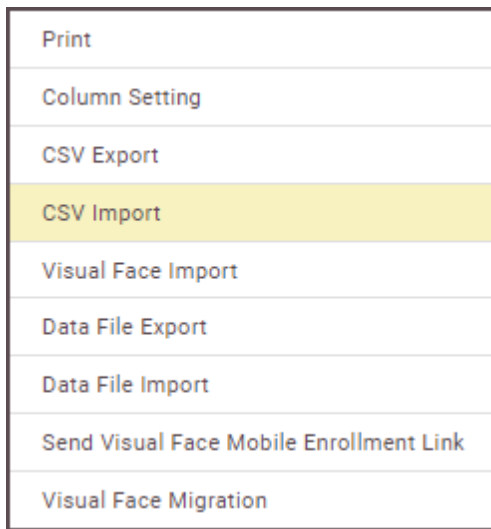 Print
Column Setting
CSV Export
CSV Import
Visual Face Import
Data File Export
Data File Import
Send Visual Face Mobile Enrollment Link
Visual Face Migration